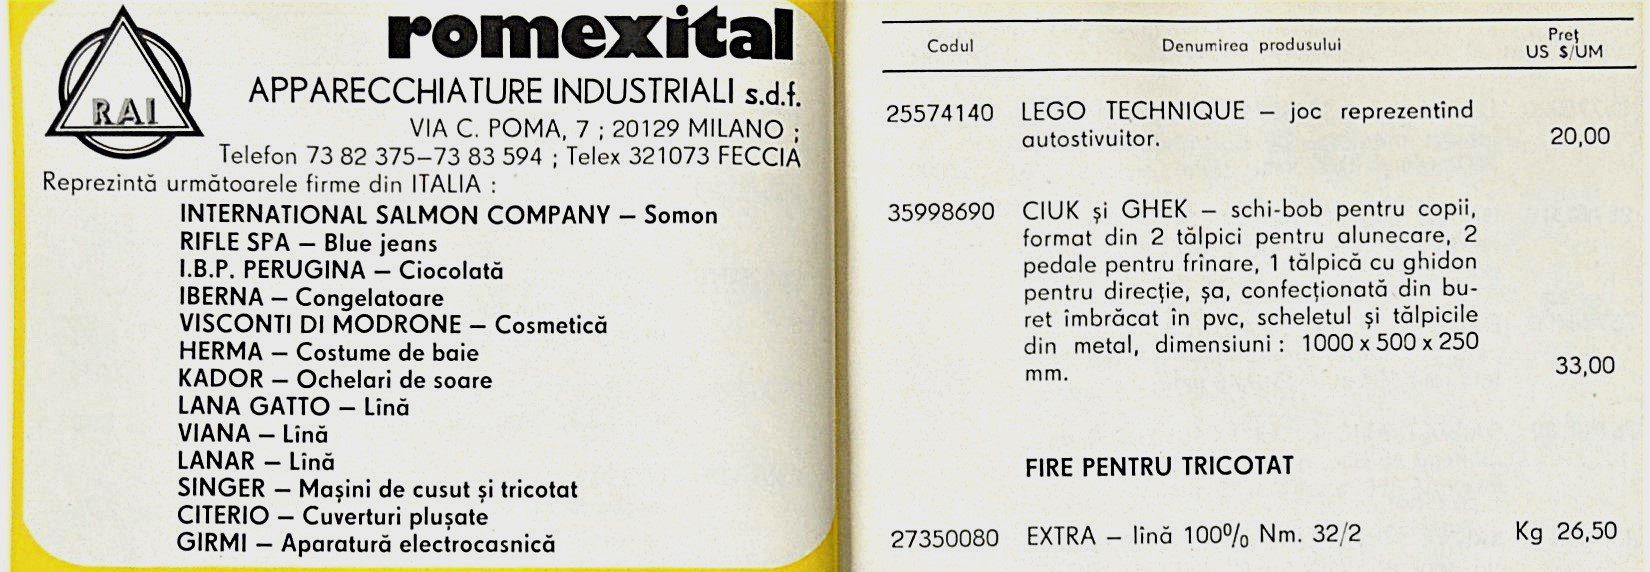 RAI
romexital
APPARECCHIATURE INDUSTRIALI s.d.f.
VIA C. POMA, 7 ; 20129 MILANO ;
Telefon 73 82 375–73 83 594 ; Telex 321073 FECCIA
Reprezintă următoarele firme din ITALIA :
INTERNATIONAL SALMON COMPANY – Somon
RIFLE SPA – Blue jeans
I.B.P. PERUGINA – Ciocolată
IBERNA – Congelatoare
VISCONTI DI MODRONE – Cosmetică
HERMA – Costume de baie
KADOR – Ochelari de soare
LANA GATTO – Lînă
VIANA – Lînă
LANAR – Lînă
SINGER – Mașini de cusut și tricotat
CITERIO – Cuverturi plușate
GIRMI – Aparatură electrocasnică
Codul Denumirea produsului Preț US $/UM
25574140 LEGO TECHNIQUE – joc reprezentînd
autostivuitor. 20,00
35998690 CIUK și GHEK – schi-bob pentru copii,
format din 2 tălpici pentru alunecare, 2
pedale pentru frînare, 1 tălpică cu ghidon
pentru direcție, șa, confecționată din bu-
ret îmbrăcat în pvc, scheletul și tălpicile
din metal, dimensiuni : 1000 x 500 x 250
mm. 33,00
FIRE PENTRU TRICOTAT
27350080 EXTRA – lînă 100% Nm. 32/2 Kg 26,50